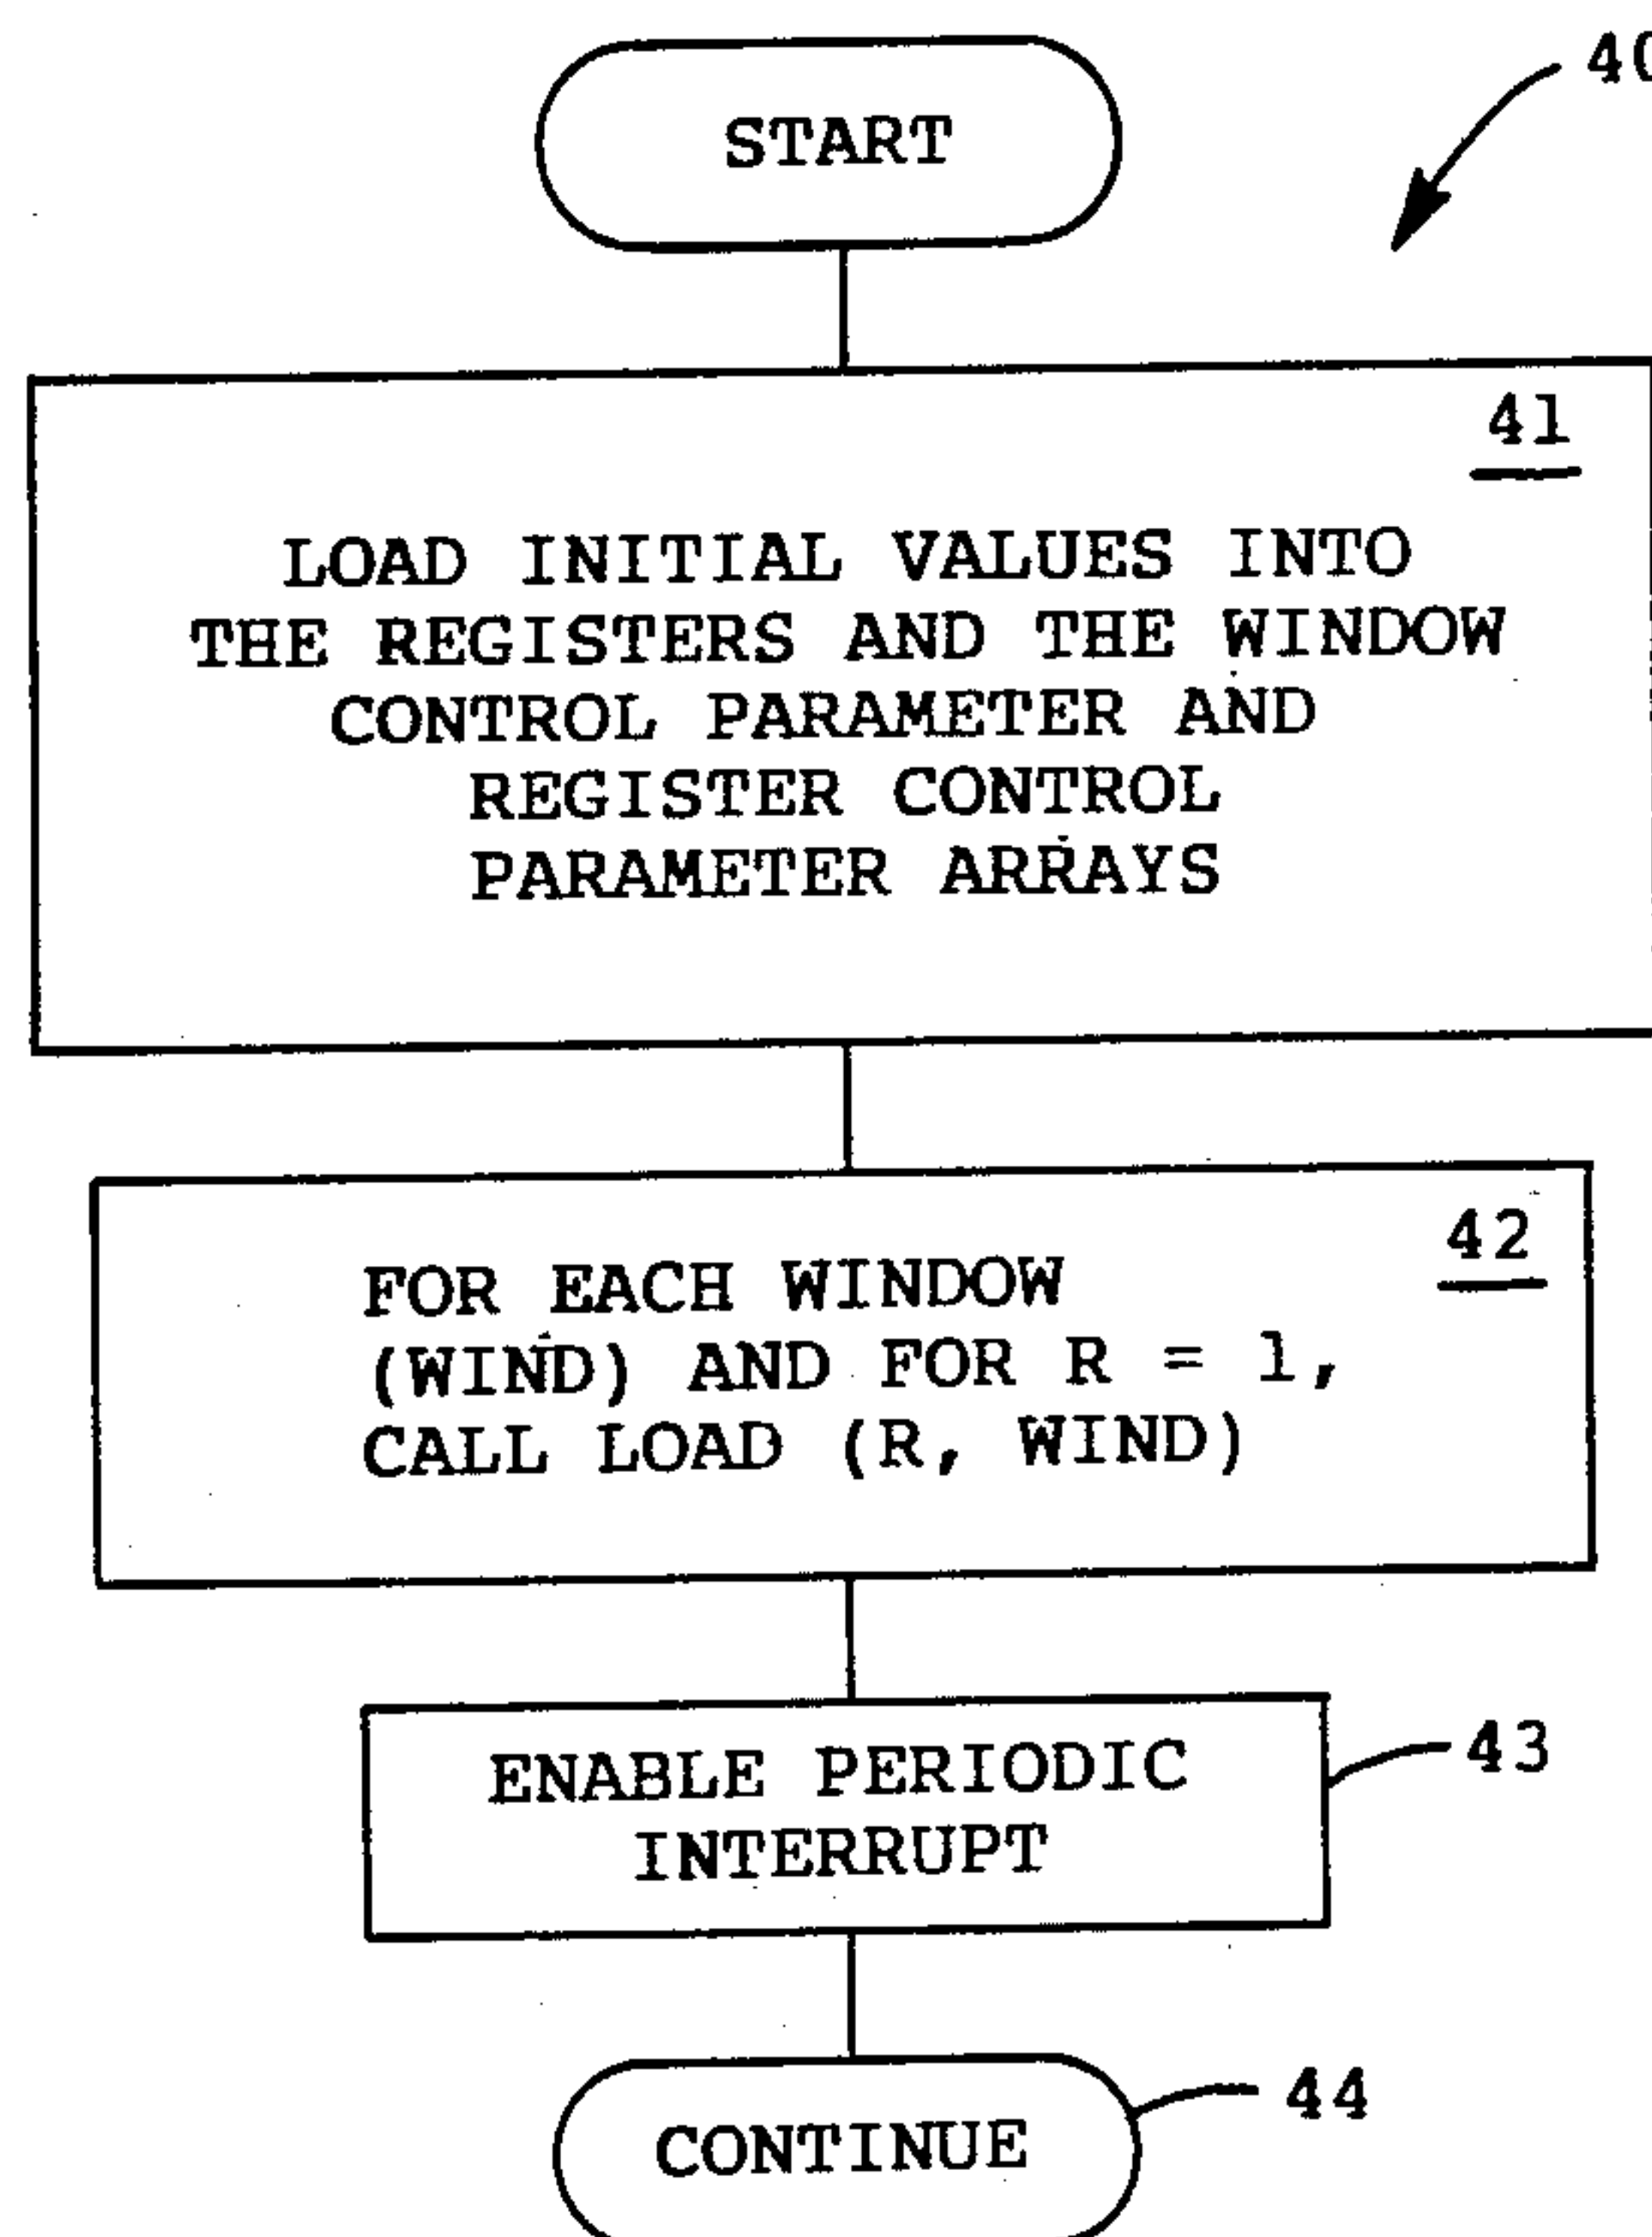 START
40
41
LOAD INITIAL VALUES INTO
THE REGISTERS AND THE WINDOW
CONTROL PARAMETER AND
REGISTER CONTROL
PARAMETER ARRAYS
42
FOR EACH WINDOW
(WIND) AND FOR R = 1,
CALL LOAD (R, WIND)
ENABLE PERIODIC
INTERRUPT
43
CONTINUE
44